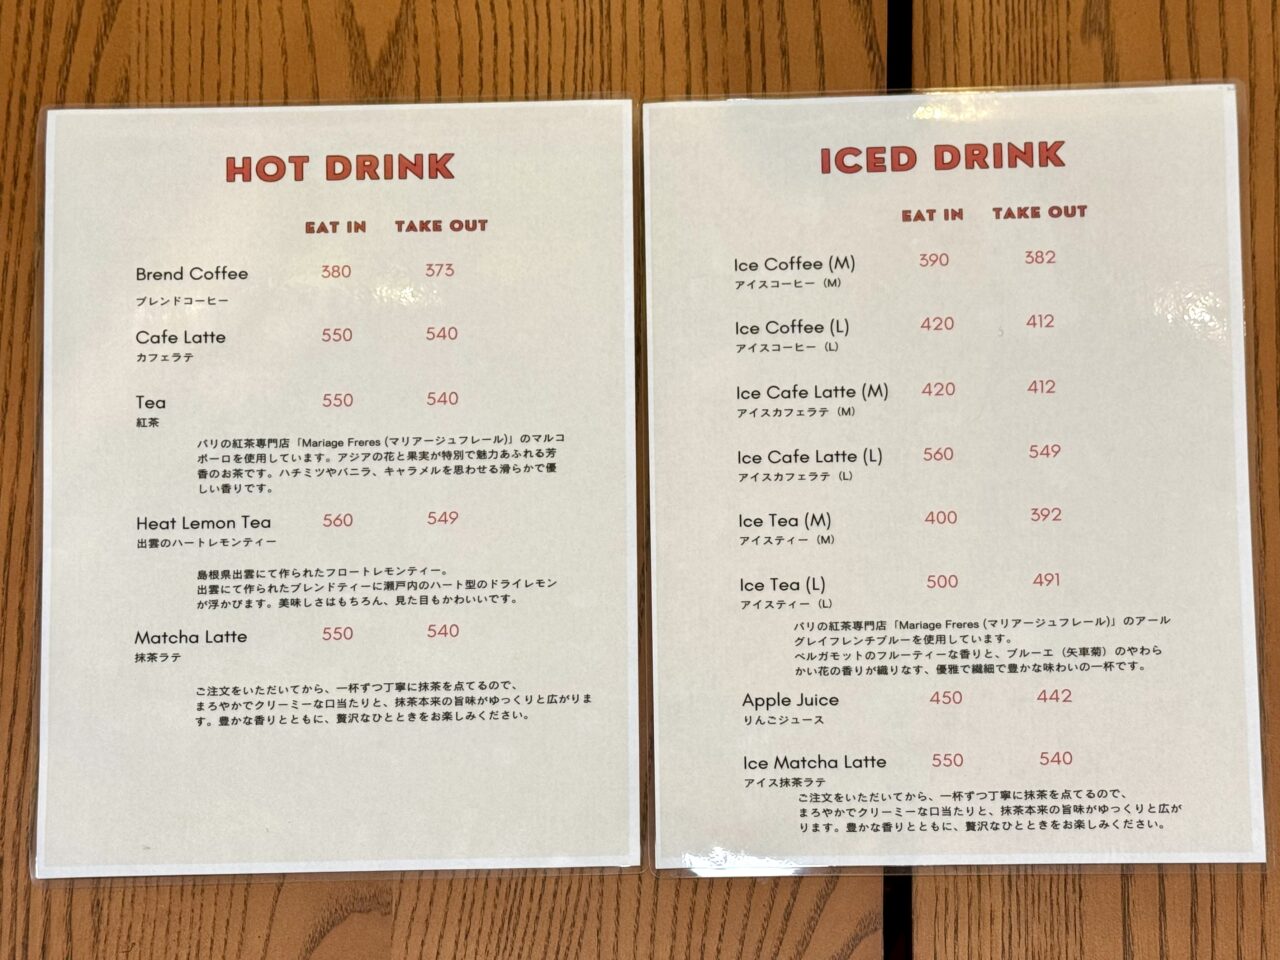 HOT DRINK
EAT IN TAKE OUT
Brend Coffee 380 373
ブレンドコーヒー
Cafe Latte 550 540
カフェラテ
Tea 550 540
紅茶
パリの紅茶専門店「Mariage Freres (マリアージュフレール)」のマルコ
ポーロを使用しています。アジアの花と果実が特別で魅力あふれる芳
香のお茶です。ハチミツやバニラ、キャラメルを思わせる滑らかで優
しい香りです。
Heat Lemon Tea 560 549
出雲のハートレモンティー
島根県出雲にて作られたフロートレモンティー。
出雲にて作られたブレンドティーに瀬戸内のハート型のドライレモン
が浮かびます。美味しさはもちろん、見た目もかわいいです。
Matcha Latte 550 540
抹茶ラテ
ご注文をいただいてから、一杯ずつ丁寧に抹茶を点てるので、
まろやかでクリーミーな口当たりと、抹茶本来の旨味がゆっくりと広がりま
す。豊かな香りとともに、贅沢なひとときをお楽しみください。
ICED DRINK
EAT IN TAKE OUT
Ice Coffee (M) 390 382
アイスコーヒー（M）
Ice Coffee (L) 420 412
アイスコーヒー（L）
Ice Cafe Latte (M) 420 412
アイスカフェラテ（M）
Ice Cafe Latte (L) 560 549
アイスカフェラテ（L）
Ice Tea (M) 400 392
アイスティー（M）
Ice Tea (L) 500 491
アイスティー（L）
パリの紅茶専門店「Mariage Freres (マリアージュフレール)」のアール
グレイフレンチブルーを使用しています。
ベルガモットのフルーティーな香りと、ブルーエ（矢車菊）のやわら
かい花の香りが織りなす、優雅で繊細で豊かな味わいの一杯です。
Apple Juice 450 442
りんごジュース
Ice Matcha Latte 550 540
アイス抹茶ラテ
ご注文をいただいてから、一杯ずつ丁寧に抹茶を点てるので、
まろやかでクリーミーな口当たりと、抹茶本来の旨味がゆっくりと広が
ります。豊かな香りとともに、贅沢なひとときをお楽しみください。